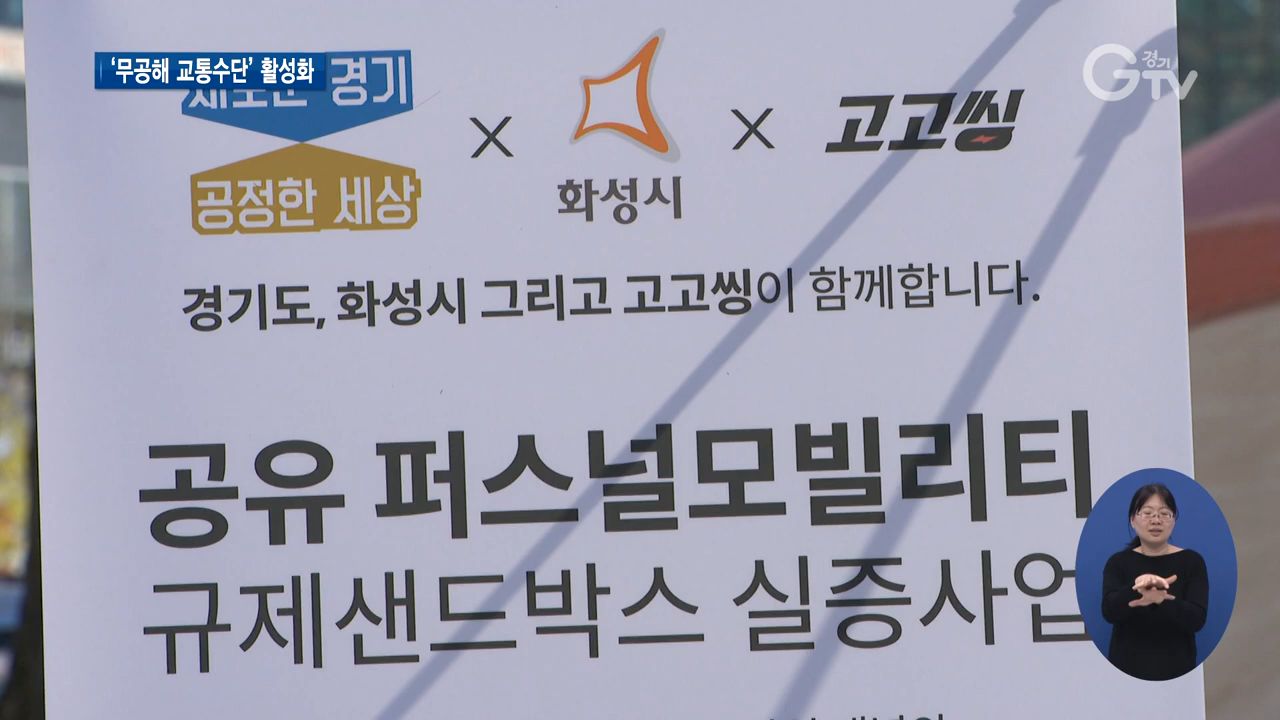 '무공해 교통수단' 활성화
경기
GTV
경기
공정한 세상
×
화성시
×
고고씽
경기도, 화성시 그리고 고고씽이 함께합니다.
공유 퍼스널모빌리티
규제샌드박스 실증사업